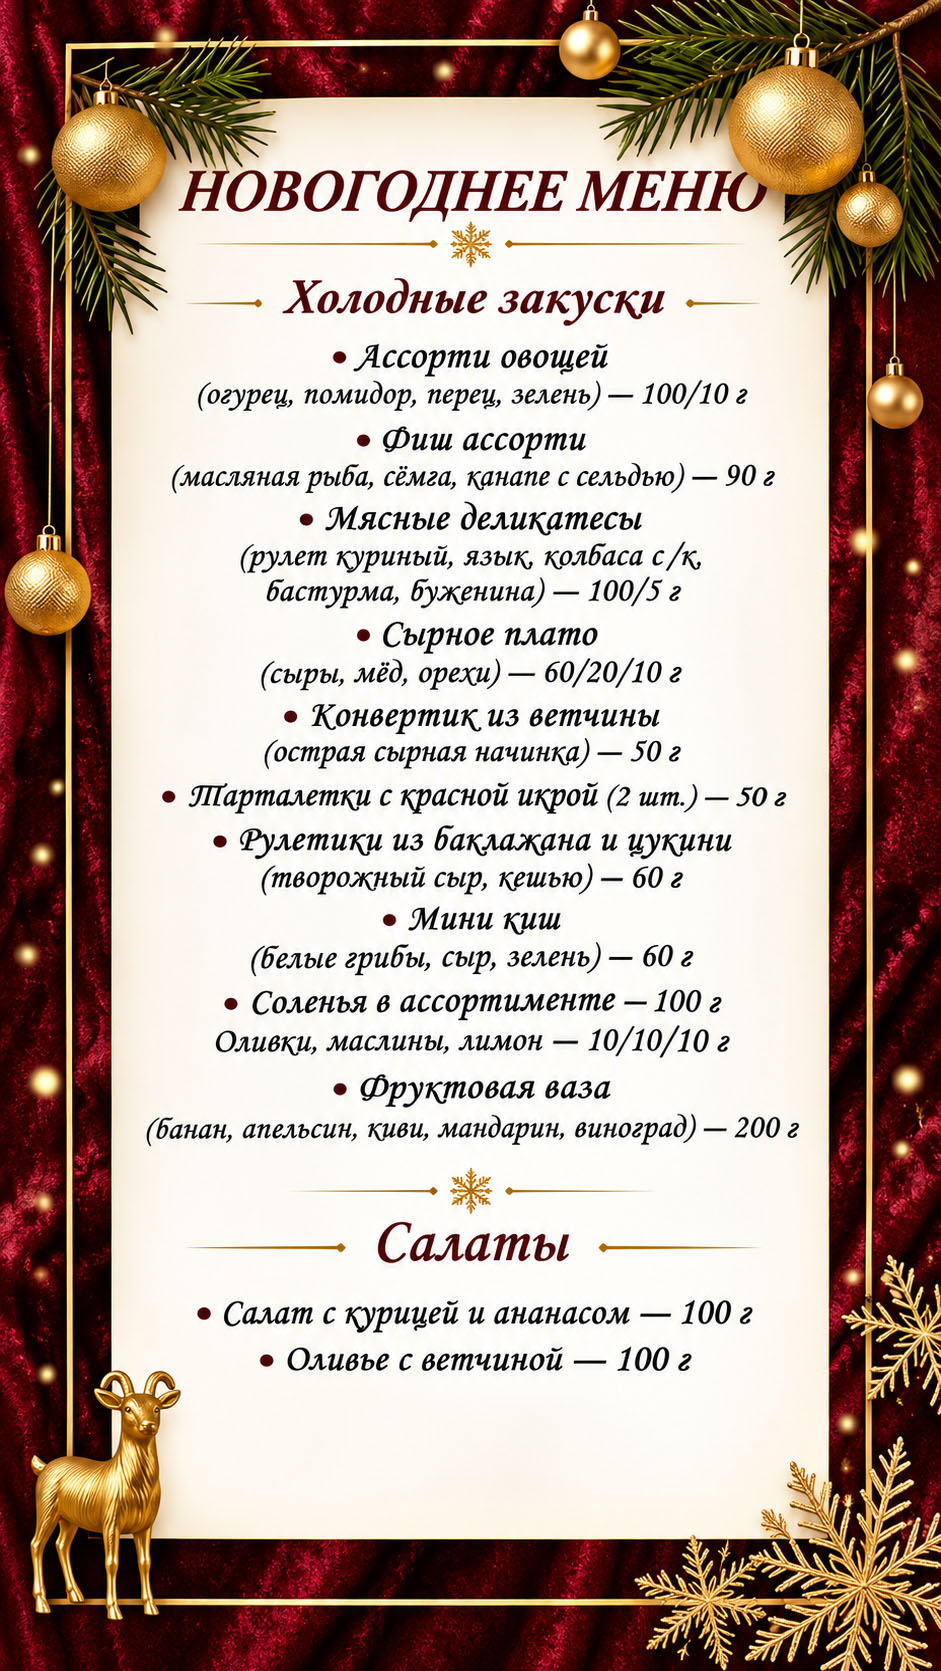 НОВОГОДНЕЕ МЕНЮ
Холодные закуски
• Ассорти овощей
(огурец, помидор, перец, зелень) — 100/10 г
• Фиш ассорти
(масляная рыба, сёмга, канапе с сельдью) — 90 г
• Мясные деликатесы
(рулет куриный, язык, колбаса с/к,
бастурма, буженина) — 100/5 г
• Сырное плато
(сыры, мёд, орехи) — 60/20/10 г
• Конвертик из ветчины
(острая сырная начинка) — 50 г
• Тарталетки с красной икрой (2 шт.) — 50 г
• Рулетики из баклажана и цукини
(творожный сыр, кешью) — 60 г
• Мини киш
(белые грибы, сыр, зелень) — 60 г
• Соленья в ассортименте — 100 г
Оливки, маслины, лимон — 10/10/10 г
• Фруктовая ваза
(банан, апельсин, киви, мандарин, виноград) — 200 г
Салаты
• Салат с курицей и ананасом — 100 г
• Оливье с ветчиной — 100 г